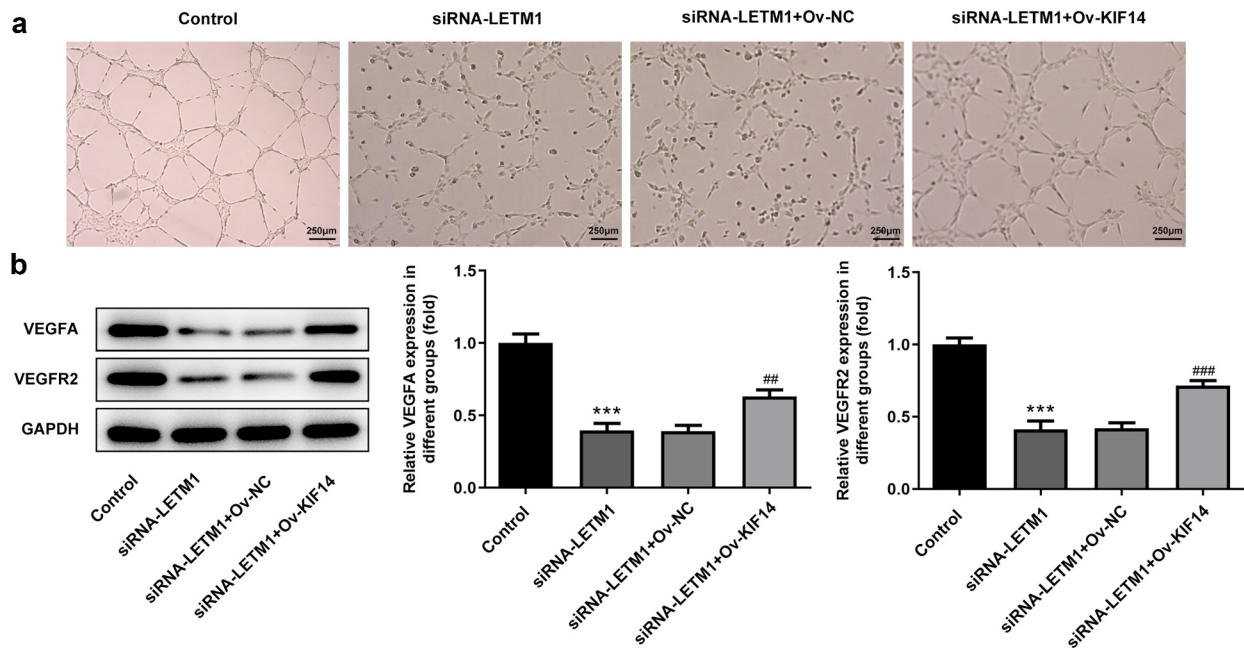 a
Control
siRNA-LETM1
siRNA-LETM1+Ov-NC
siRNA-LETM1+Ov-KIF14
250μm
250μm
250μm
250μm
b
VEGFA
VEGFR2
GAPDH
Control
siRNA-LETM1
siRNA-LETM1+Ov-NC
siRNA-LETM1+Ov-KIF14
Relative VEGFA expression in
different groups (fold)
1.5
1.0
0.5
0.0
***
##
Control
siRNA-LETM1
siRNA-LETM1+Ov-NC
siRNA-LETM1+Ov-KIF14
Relative VEGFR2 expression in
different groups (fold)
1.5
1.0
0.5
0.0
***
###
Control
siRNA-LETM1
siRNA-LETM1+Ov-NC
siRNA-LETM1+Ov-KIF14